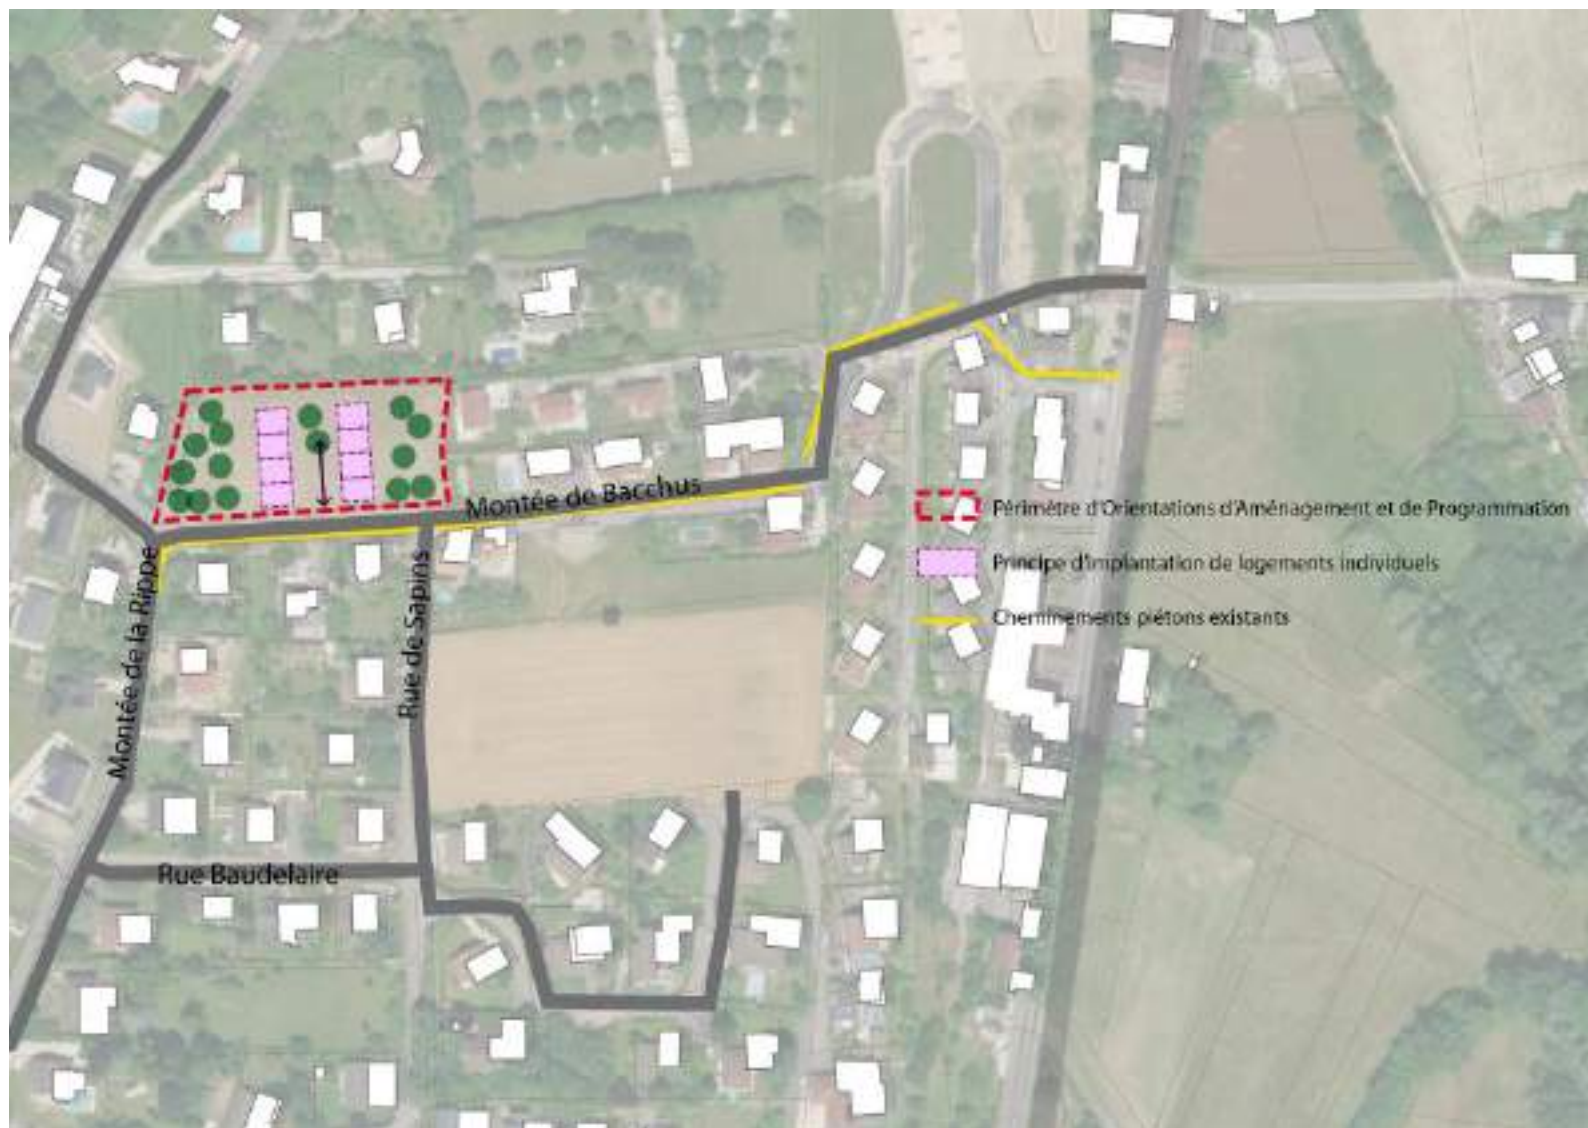 Montée de Bacchus
Périmètre d'Orientations d'Aménagement et de Programmation
Principe d'implantation de logements individuels
Cheminements piétons existants
Montée de la Rippe
Rue de Sapins
Rue Baudelaire